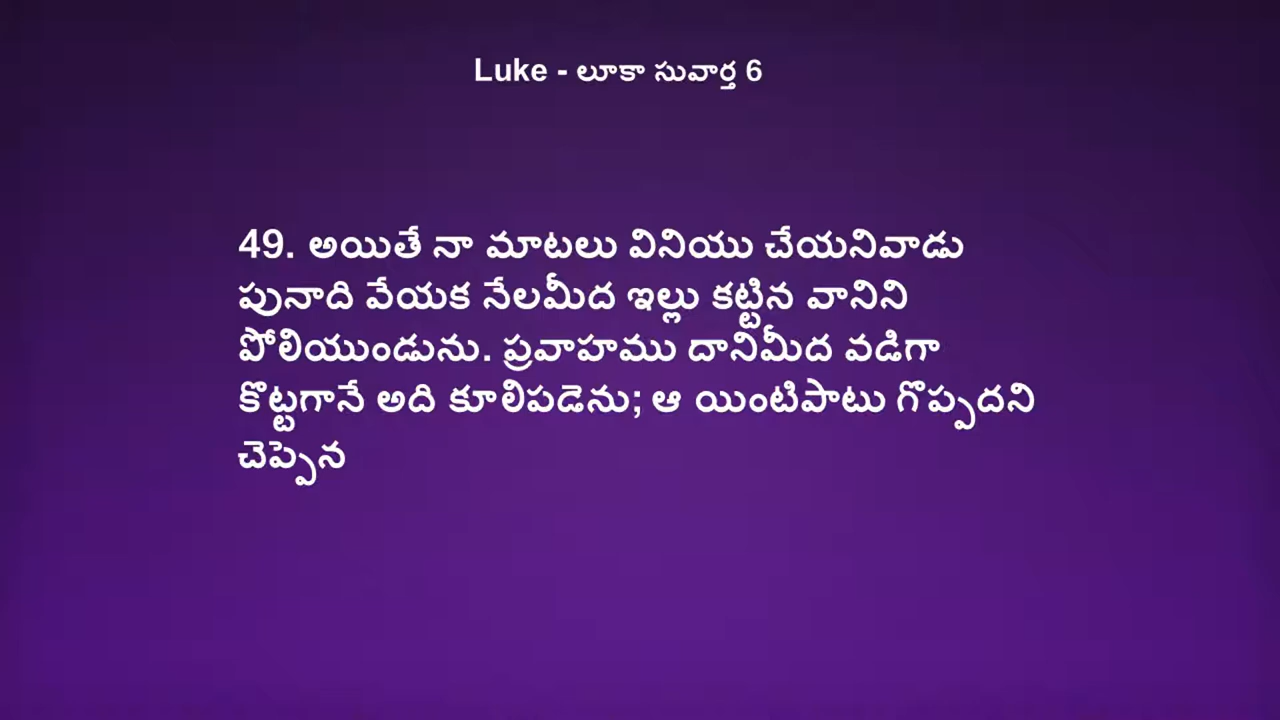 Luke - లూకా సువార్త 6
49. అయితే నా మాటలు వినియు చేయనివాడు
పునాది వేయక నేలమీద ఇల్లు కట్టిన వానిని
పోలియుండును. ప్రవాహము దానిమీద వడిగా
కొట్టగానే అది కూలిపడెను; ఆ యింటిపాటు గొప్పదని
చెప్పెన